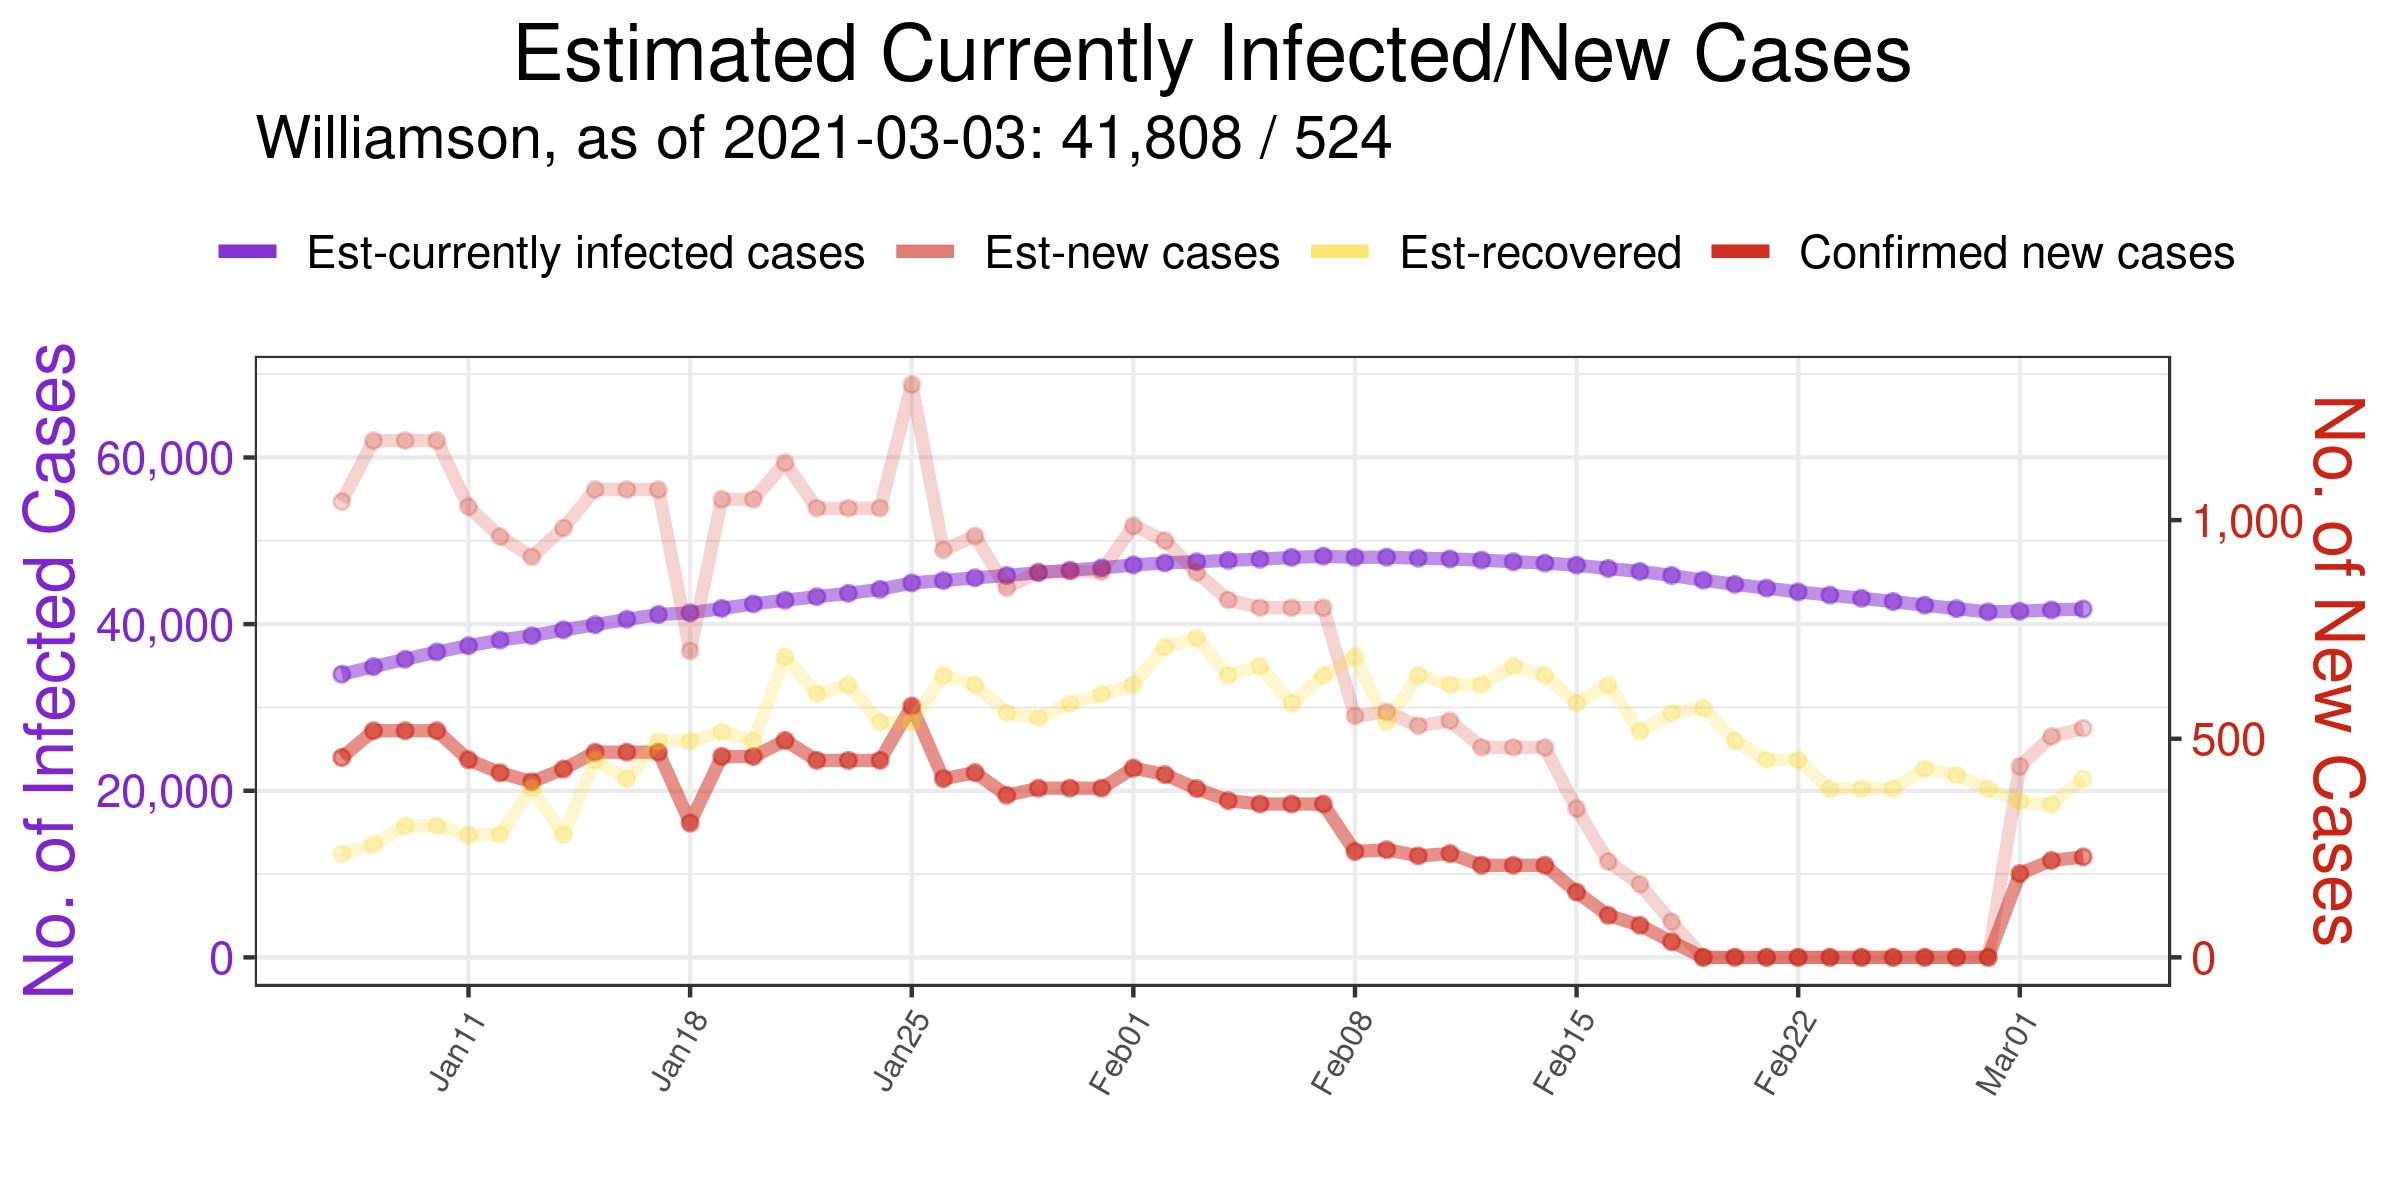 Estimated Currently Infected/New Cases
Williamson, as of 2021-03-03: 41,808 / 524
Est-currently infected cases Est-new cases Est-recovered Confirmed new cases
No. of Infected Cases
60,000
40,000
20,000
0
1,000
500
0
No. of New Cases
Jan11 Jan18 Jan25 Feb01 Feb08 Feb15 Feb22 Mar01